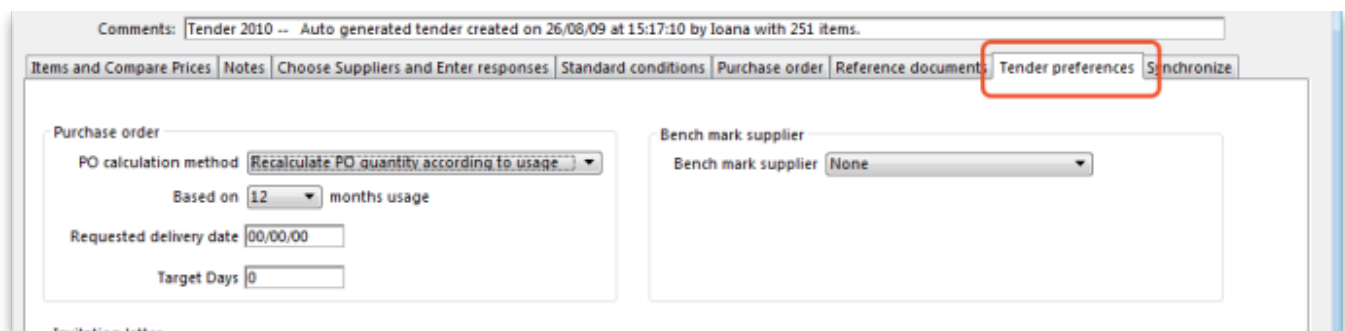 Comments: Tender 2010 -- Auto generated tender created on 26/08/09 at 15:17:10 by Ioana with 251 items.
Items and Compare Prices Notes Choose Suppliers and Enter responses Standard conditions Purchase order Reference documents Tender preferences Synchronize
Purchase order
PO calculation method Recalculate PO quantity according to usage
Based on 12 months usage
Requested delivery date 00/00/00
Target Days 0
Bench mark supplier
Bench mark supplier None
Invitation letter